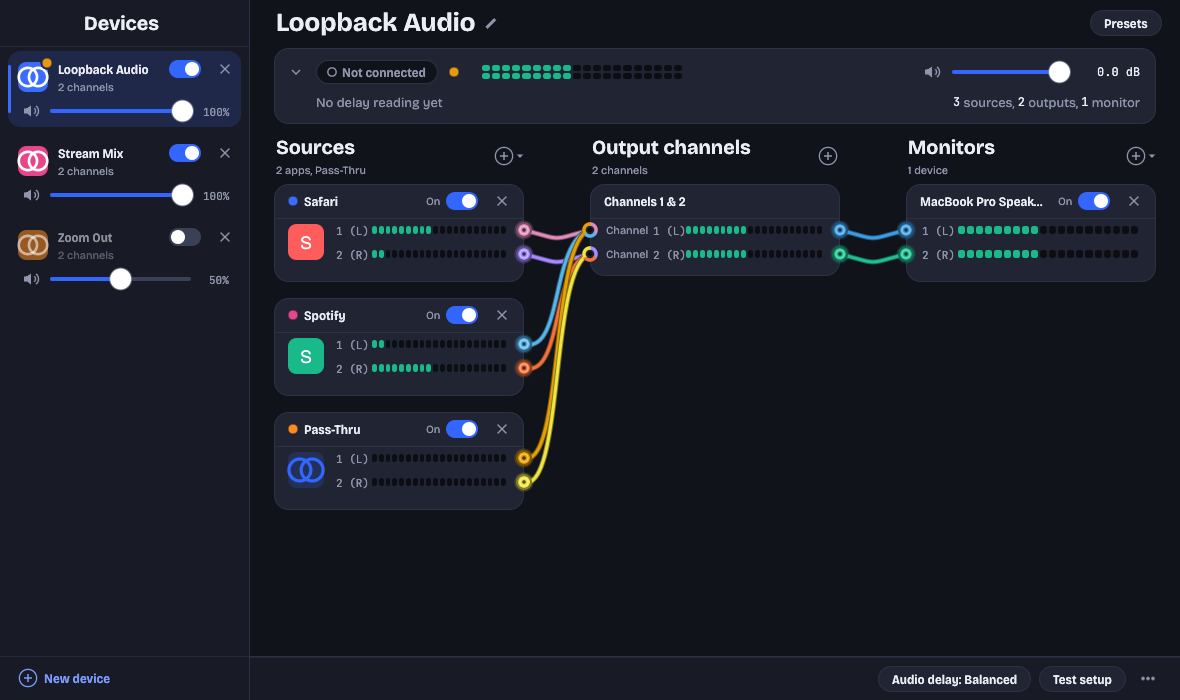 Devices
Loopback Audio
2 channels
100%
Stream Mix
2 channels
100%
Zoom Out
2 channels
50%
New device
Loopback Audio
Presets
Not connected
0.0 dB
No delay reading yet
3 sources, 2 outputs, 1 monitor
Sources
2 apps, Pass-Thru
Safari
On
S
1 (L)
2 (R)
Spotify
On
S
1 (L)
2 (R)
Pass-Thru
On
1 (L)
2 (R)
Output channels
2 channels
Channels 1 & 2
Channel 1 (L)
Channel 2 (R)
Monitors
1 device
MacBook Pro Speak...
On
1 (L)
2 (R)
Audio delay: Balanced
Test setup